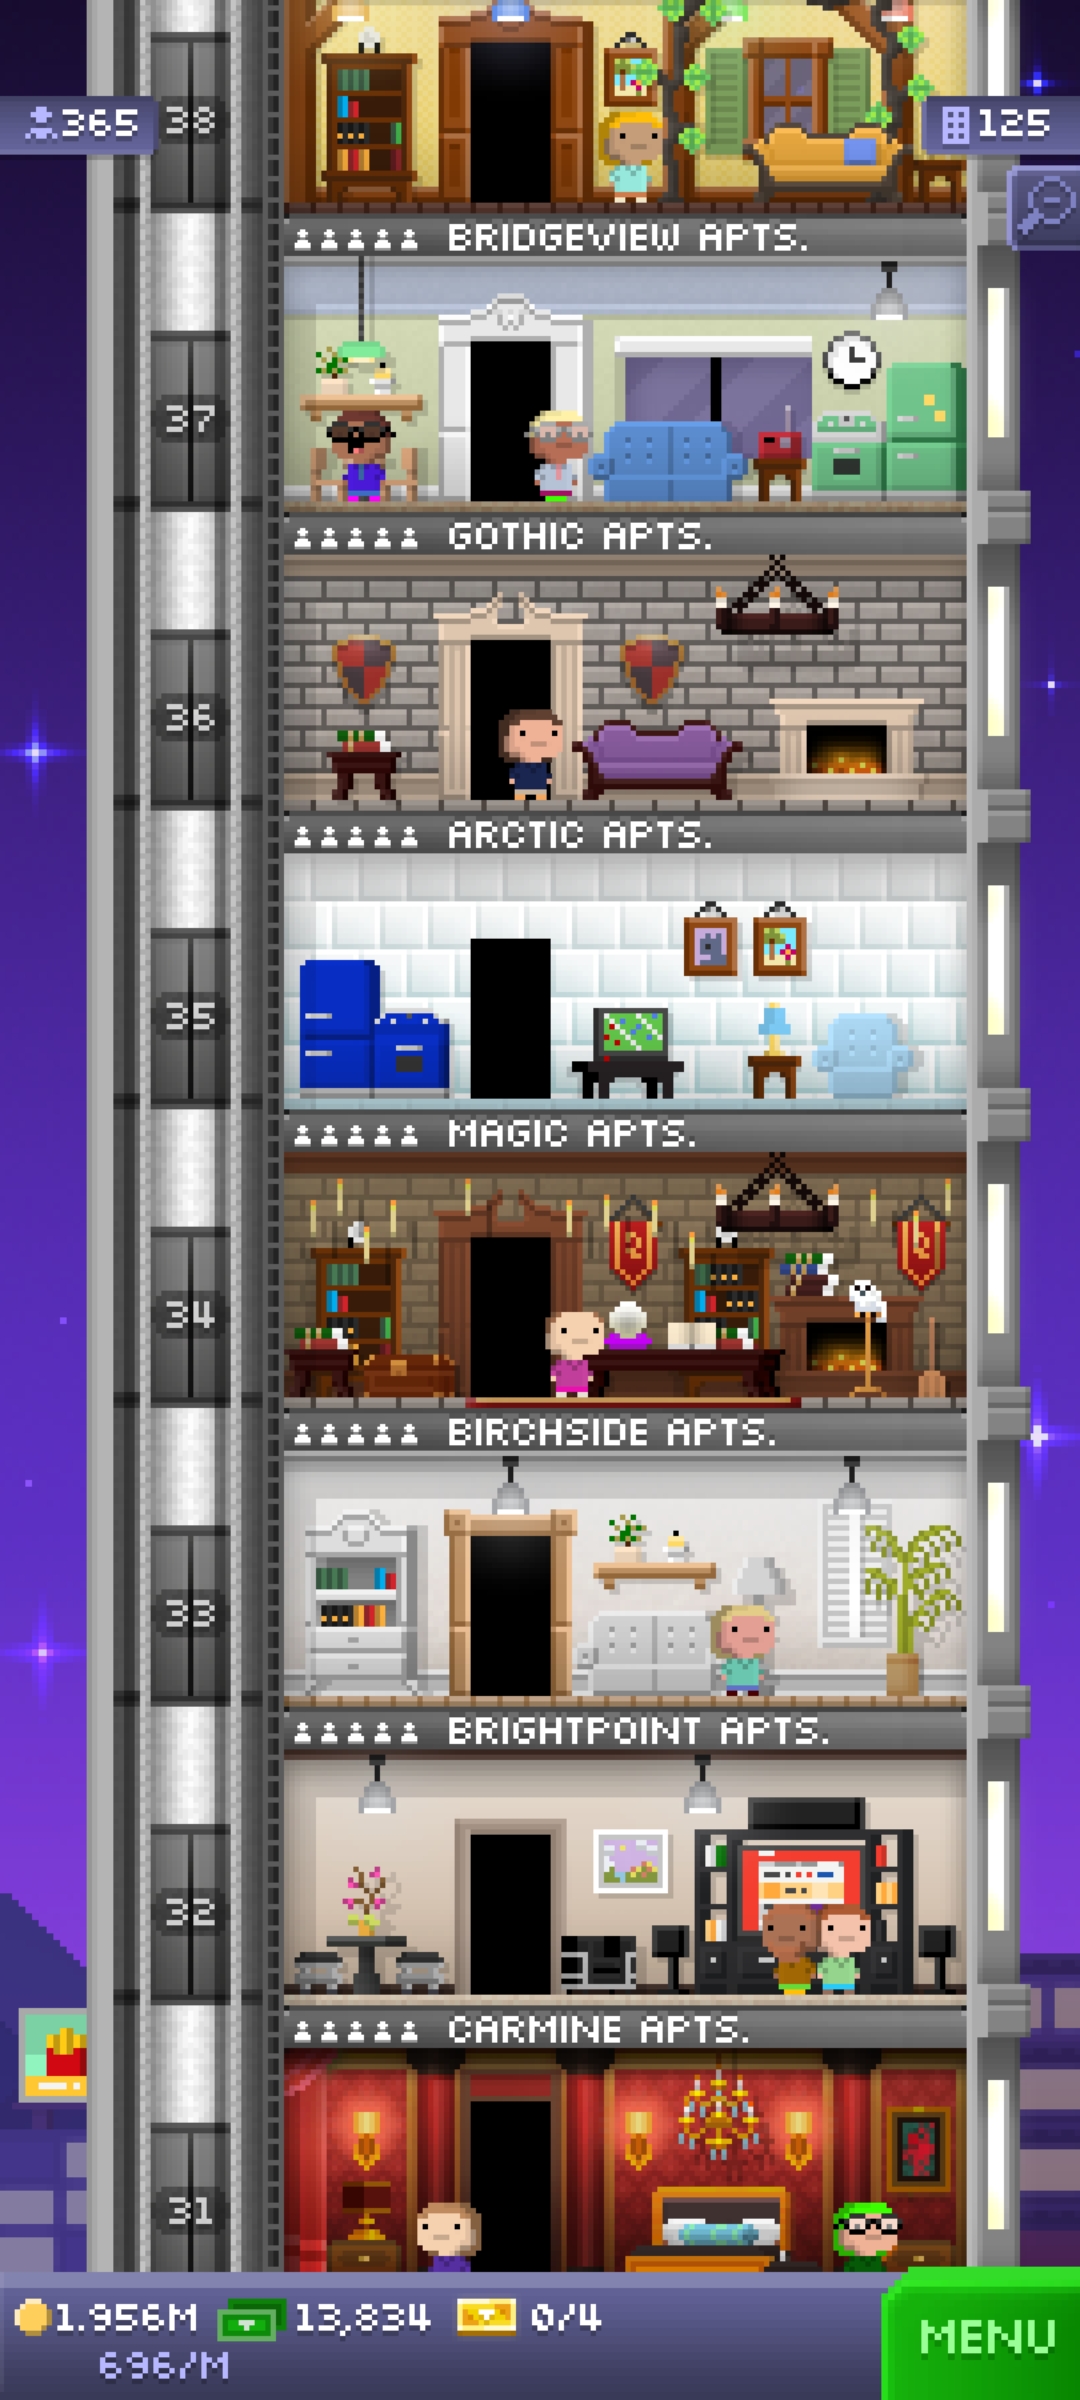 38
365
125
BRIDGEVIEW APTS.
37
GOTHIC APTS.
36
ARCTIC APTS.
35
MAGIC APTS.
34
BIRCHSIDE APTS.
33
BRIGHTPOINT APTS.
32
CARMINE APTS.
31
1.956M 13,834 0/4
696/M
MENU